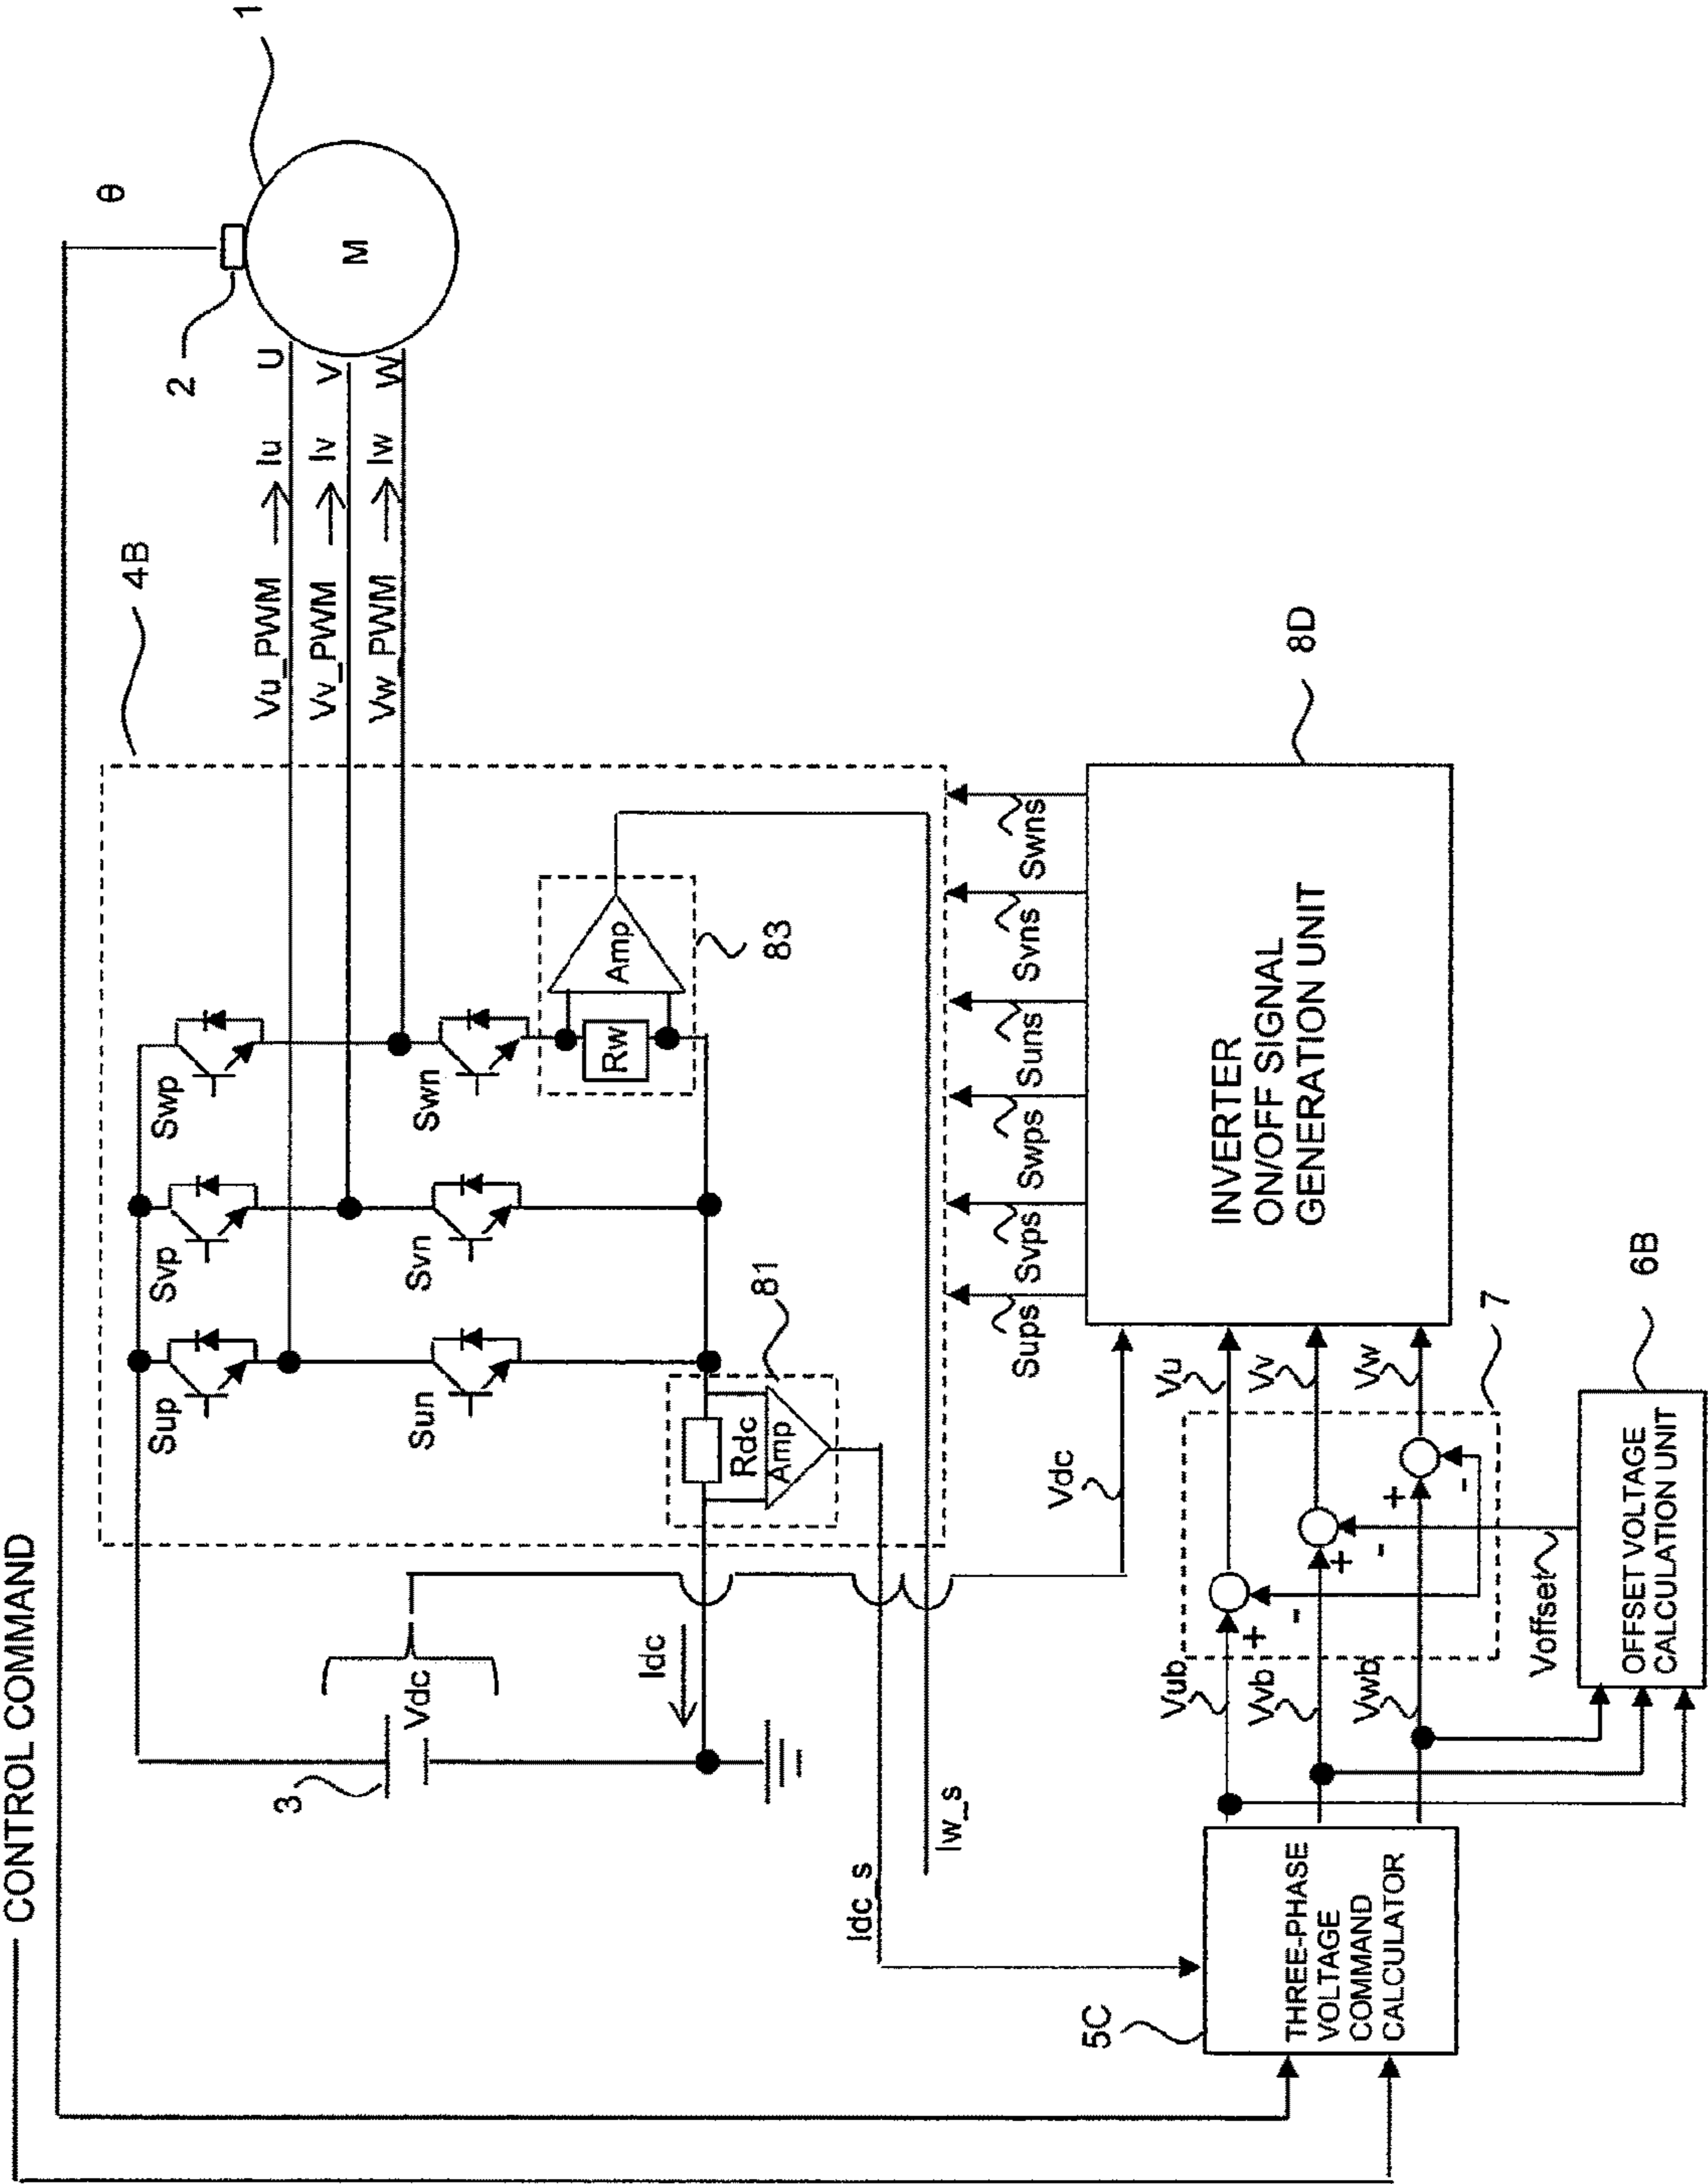 CONTROL COMMAND
θ
1
2
M
U
V
W
Iu
Iv
Iw
Vu_PWM
Vv_PWM
Vw_PWM
4B
Sup
Svp
Swp
Sun
Svn
Swn
Rw
Amp
83
Rdc
Amp
81
3
Vdc
Idc
Idc_s
Iw_s
Vdc
Sups
Svps
Swps
Suns
Svns
Swns
INVERTER
ON/OFF SIGNAL
GENERATION UNIT
8D
5C
THREE-PHASE
VOLTAGE
COMMAND
CALCULATOR
Vub
Vvb
Vwb
+
-
+
-
+
-
Vu
Vv
Vw
7
Voffset
OFFSET VOLTAGE
CALCULATION UNIT
6B